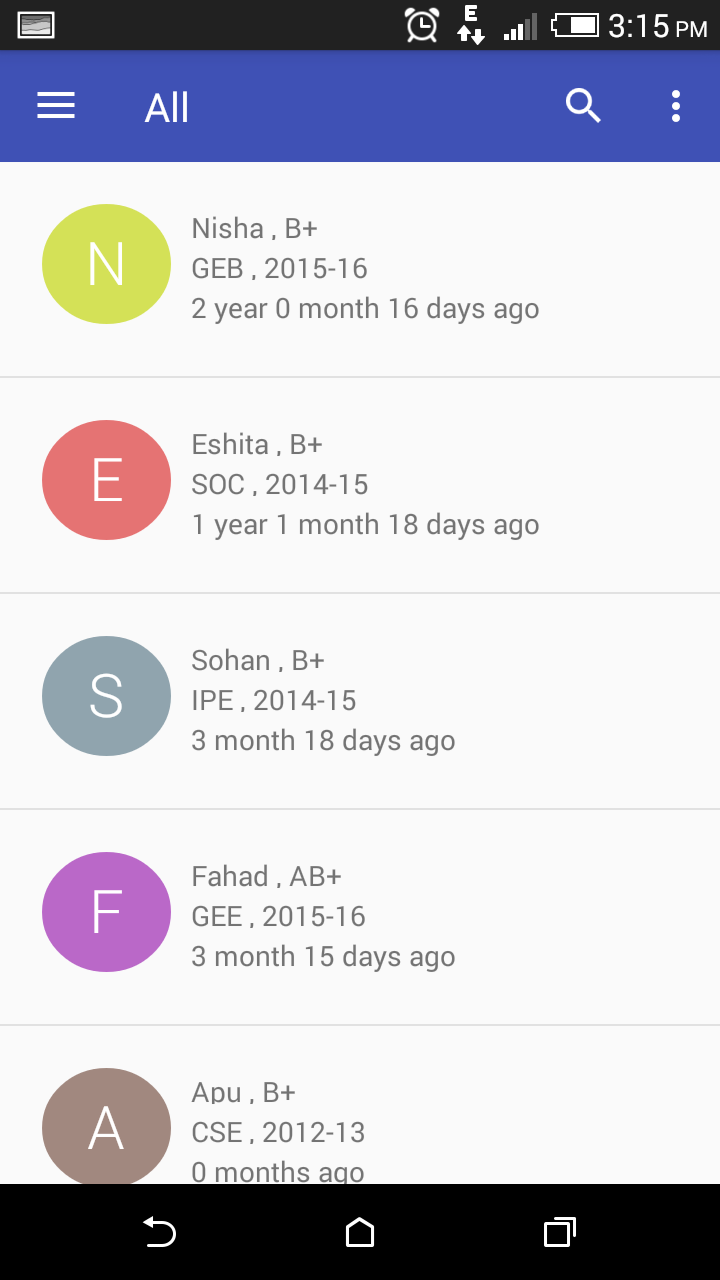 E
3:15 PM
All
N
Nisha , B+
GEB , 2015-16
2 year 0 month 16 days ago
E
Eshita , B+
SOC , 2014-15
1 year 1 month 18 days ago
S
Sohan , B+
IPE , 2014-15
3 month 18 days ago
F
Fahad , AB+
GEE , 2015-16
3 month 15 days ago
A
Apu , B+
CSE , 2012-13
0 months ago